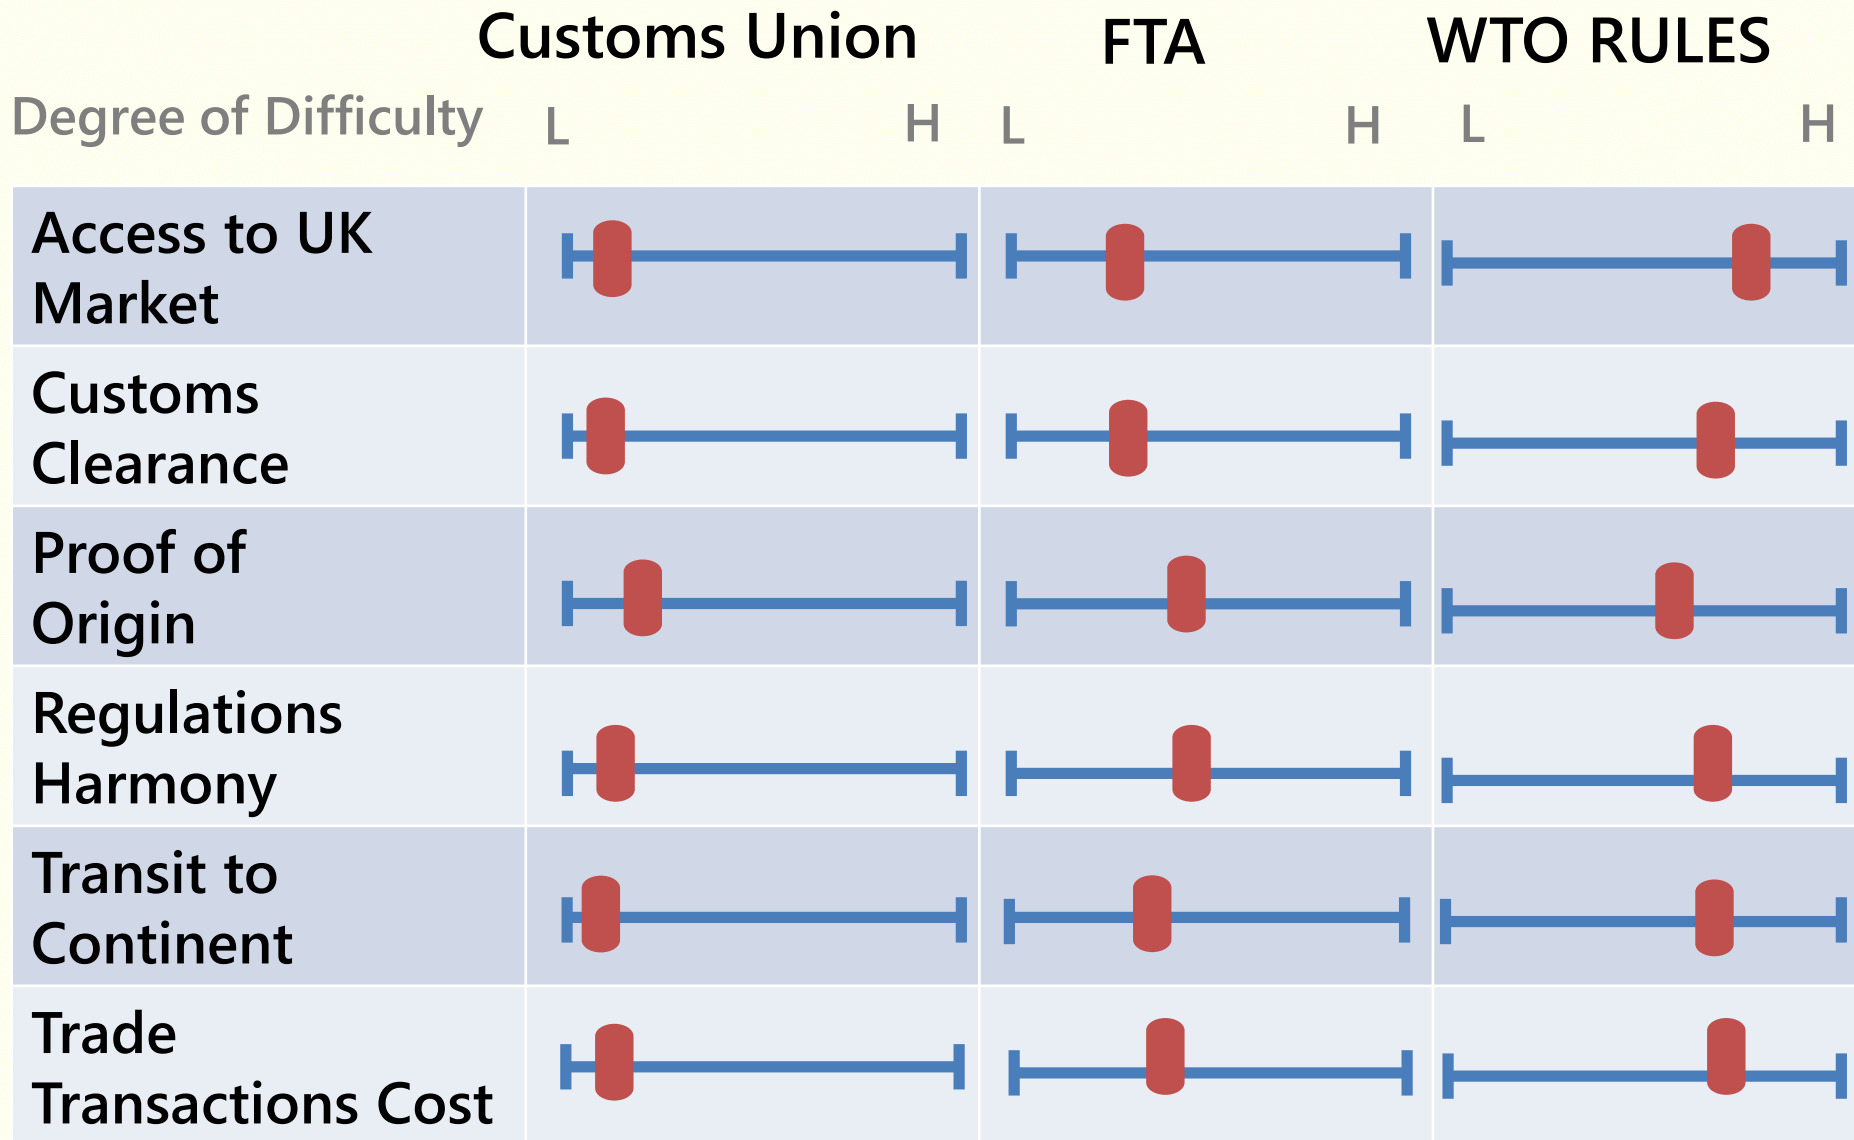 Customs Union FTA WTO RULES
Degree of Difficulty L H L H L H
Access to UK
Market
Customs
Clearance
Proof of
Origin
Regulations
Harmony
Transit to
Continent
Trade
Transactions Cost